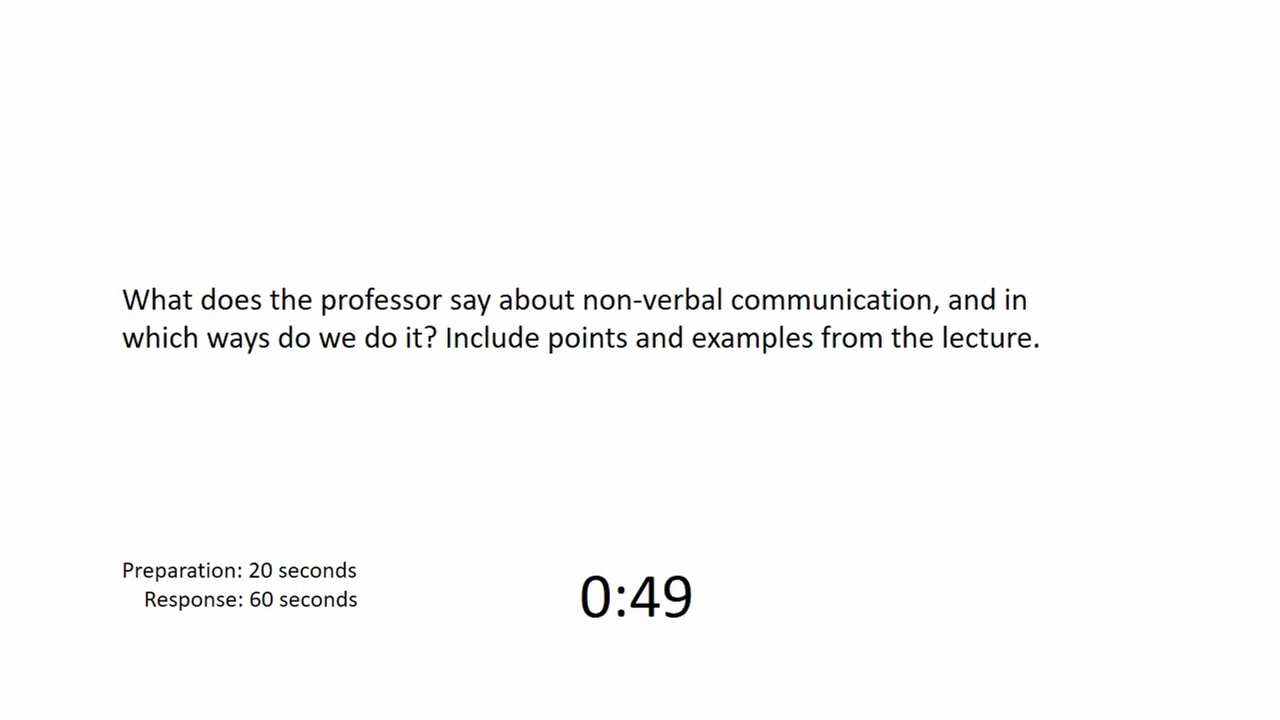 What does the professor say about non-verbal communication, and in
which ways do we do it? Include points and examples from the lecture.
Preparation: 20 seconds
Response: 60 seconds
0:49